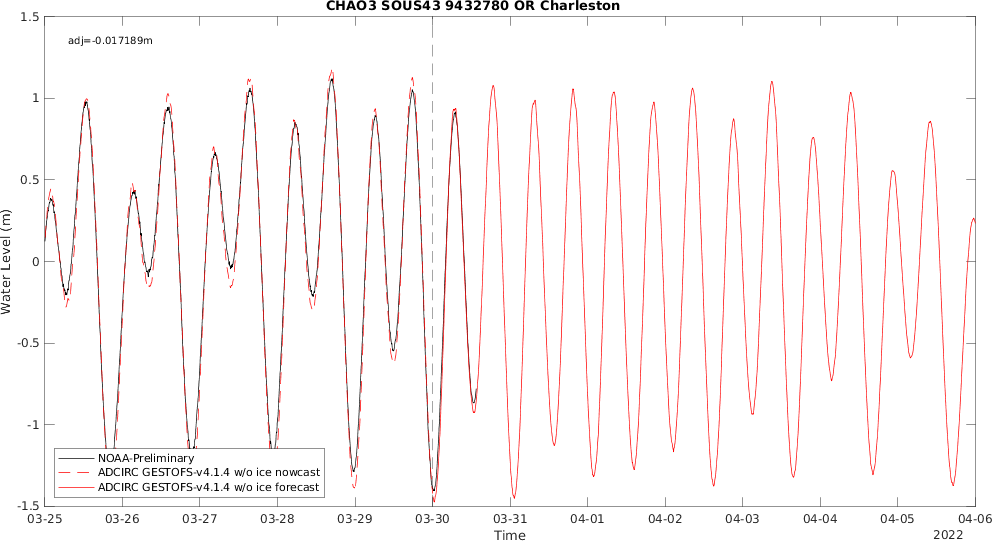 CHAO3 SOUS43 9432780 OR Charleston
adj=-0.017189m
1.5
1
0.5
0
-0.5
-1
-1.5
Water Level (m)
NOAA-Preliminary
ADCIRC GESTOFS-v4.1.4 w/o ice nowcast
ADCIRC GESTOFS-v4.1.4 w/o ice forecast
03-25 03-26 03-27 03-28 03-29 03-30 03-31 04-01 04-02 04-03 04-04 04-05 04-06
Time
2022